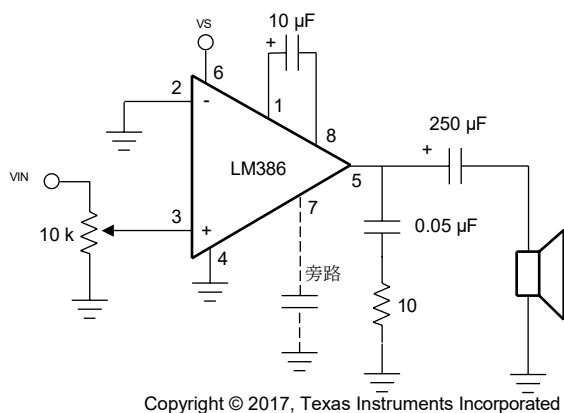 10 µF
VS
+
6
2
-
1
8
250 µF
+
LM386
5
VIN
7
3
+
0.05 µF
10 k
4
旁路
10
Copyright © 2017, Texas Instruments Incorporated